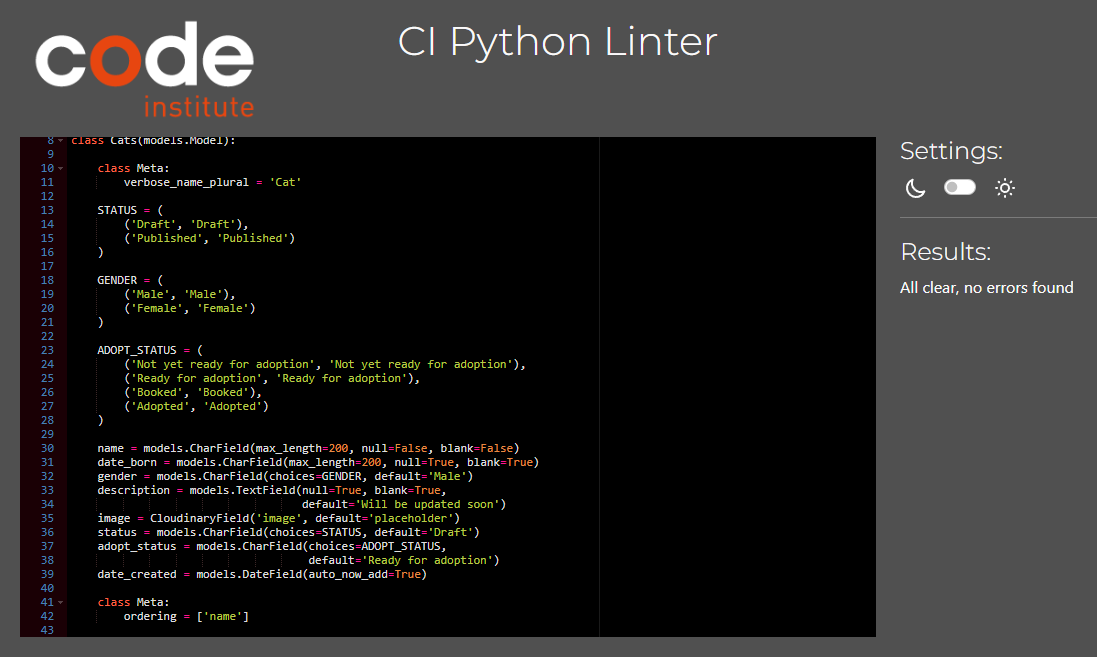 code
institute
CI Python Linter
8 class Cats(models.Model):
9
10     class Meta:
11         verbose_name_plural = 'Cat'
12
13     STATUS = (
14         ('Draft', 'Draft'),
15         ('Published', 'Published')
16     )
17
18     GENDER = (
19         ('Male', 'Male'),
20         ('Female', 'Female')
21     )
22
23     ADOPT_STATUS = (
24         ('Not yet ready for adoption', 'Not yet ready for adoption'),
25         ('Ready for adoption', 'Ready for adoption'),
26         ('Booked', 'Booked'),
27         ('Adopted', 'Adopted')
28     )
29
30     name = models.CharField(max_length=200, null=False, blank=False)
31     date_born = models.CharField(max_length=200, null=True, blank=True)
32     gender = models.CharField(choices=GENDER, default='Male')
33     description = models.TextField(null=True, blank=True,
34                                    default='Will be updated soon')
35     image = CloudinaryField('image', default='placeholder')
36     status = models.CharField(choices=STATUS, default='Draft')
37     adopt_status = models.CharField(choices=ADOPT_STATUS,
38                                     default='Ready for adoption')
39     date_created = models.DateField(auto_now_add=True)
40
41     class Meta:
42         ordering = ['name']
43
Settings:
Results:
All clear, no errors found